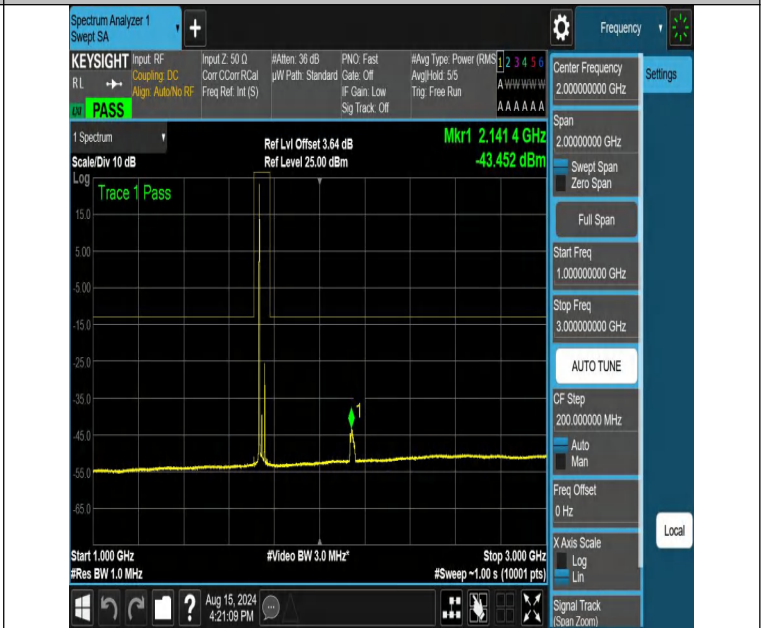 Spectrum Analyzer 1
Swept SA
+
Frequency
KEYSIGHT
RL
PASS
Input: RF
Coupling: DC
Align: Auto/No RF
Input Z: 50 Ω
Corr CCorr RCal
Freq Ref: Int (S)
#Atten: 36 dB
µW Path: Standard
PNO: Fast
Gate: Off
IF Gain: Low
Sig Track: Off
#Avg Type: Power (RMS
Avg|Hold: 5/5
Trig: Free Run
1 2 3 4 5 6
A W W W W W
A A A A A A
1 Spectrum
Scale/Div 10 dB
Ref Lvl Offset 3.64 dB
Ref Level 25.00 dBm
Mkr1 2.141 4 GHz
-43.452 dBm
Log
Trace 1 Pass
15.0
5.00
-5.00
-15.0
-25.0
-35.0
-45.0
-55.0
-65.0
1
Start 1.000 GHz
#Res BW 1.0 MHz
#Video BW 3.0 MHz*
Stop 3.000 GHz
#Sweep ~1.00 s (10001 pts)
Aug 15, 2024
4:21:09 PM
?
Center Frequency
2.000000000 GHz
Settings
Span
2.00000000 GHz
Swept Span
Zero Span
Full Span
Start Freq
1.000000000 GHz
Stop Freq
3.000000000 GHz
AUTO TUNE
CF Step
200.000000 MHz
Auto
Man
Freq Offset
0 Hz
X Axis Scale
Log
Lin
Local
Signal Track
(Span Zoom)